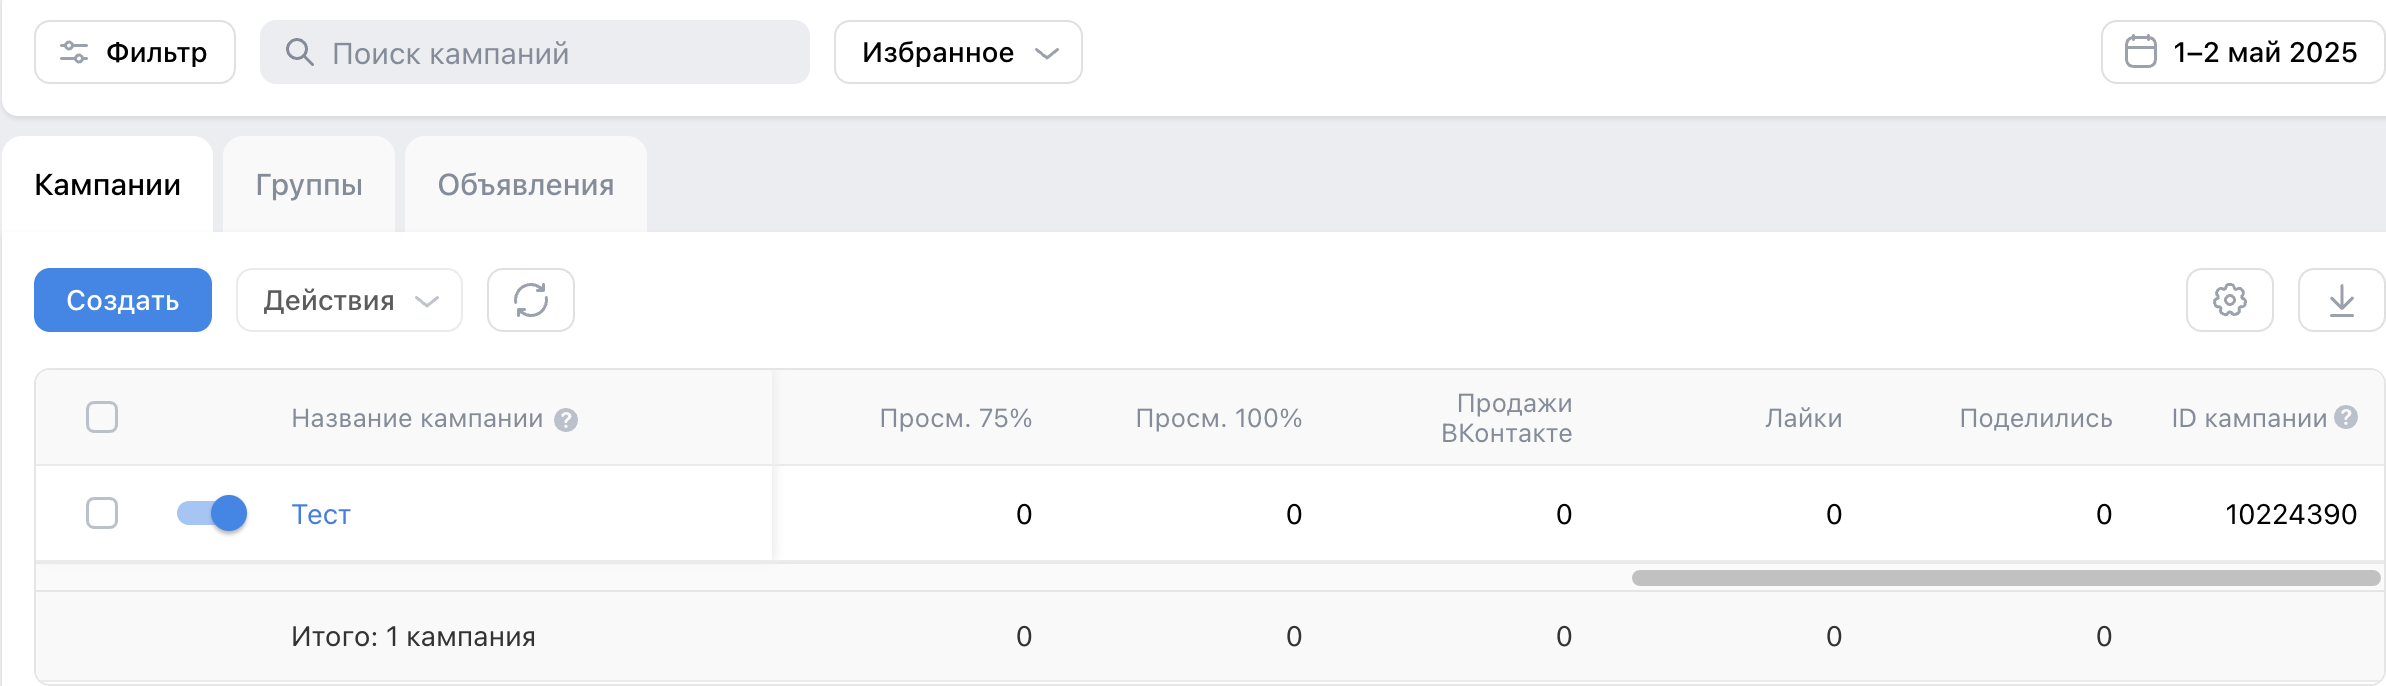 Фильтр
Поиск кампаний
Избранное
1–2 май 2025
Кампании
Группы
Объявления
Создать
Действия
Название кампании ?
Просм. 75%
Просм. 100%
Продажи
ВКонтакте
Лайки
Поделились
ID кампании ?
Тест
0
0
0
0
0
10224390
Итого: 1 кампания
0
0
0
0
0